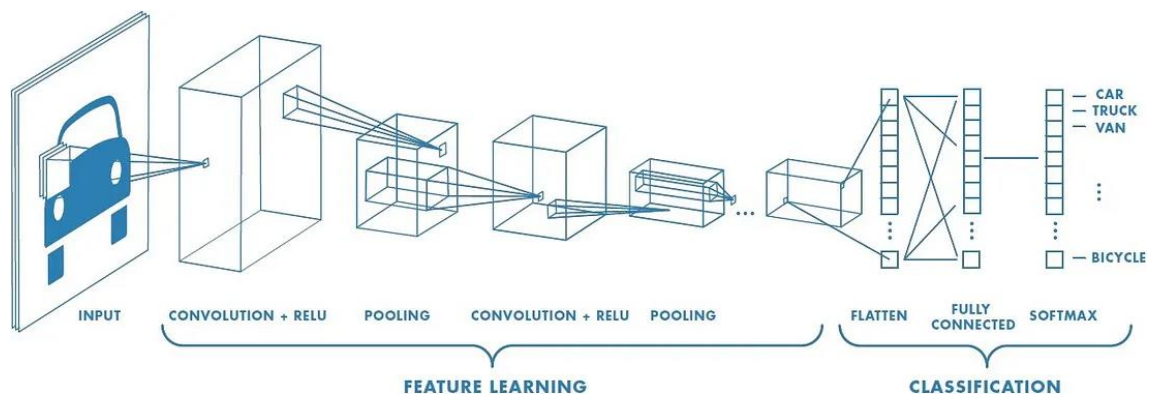 CAR
TRUCK
VAN
BICYCLE
INPUT
CONVOLUTION + RELU
POOLING
CONVOLUTION + RELU
POOLING
FLATTEN
FULLY
CONNECTED
SOFTMAX
FEATURE LEARNING
CLASSIFICATION